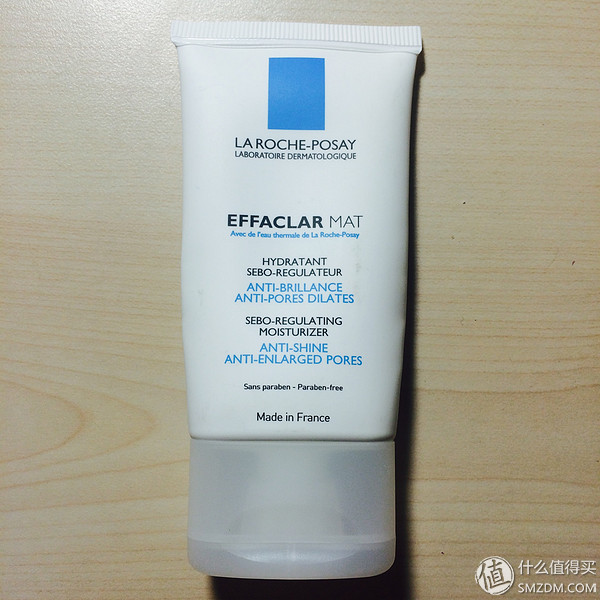 LA ROCHE-POSAY
LABORATOIRE DERMATOLOGIQUE
EFFACLAR MAT
Avec de l'eau thermale de La Roche-Posay
HYDRATANT
SEBO-REGULATEUR
ANTI-BRILLANCE
ANTI-PORES DILATES
SEBO-REGULATING
MOISTURIZER
ANTI-SHINE
ANTI-ENLARGED PORES
Sans paraben - Paraben-free
Made in France
值 什么值得买
SMZDM.COM